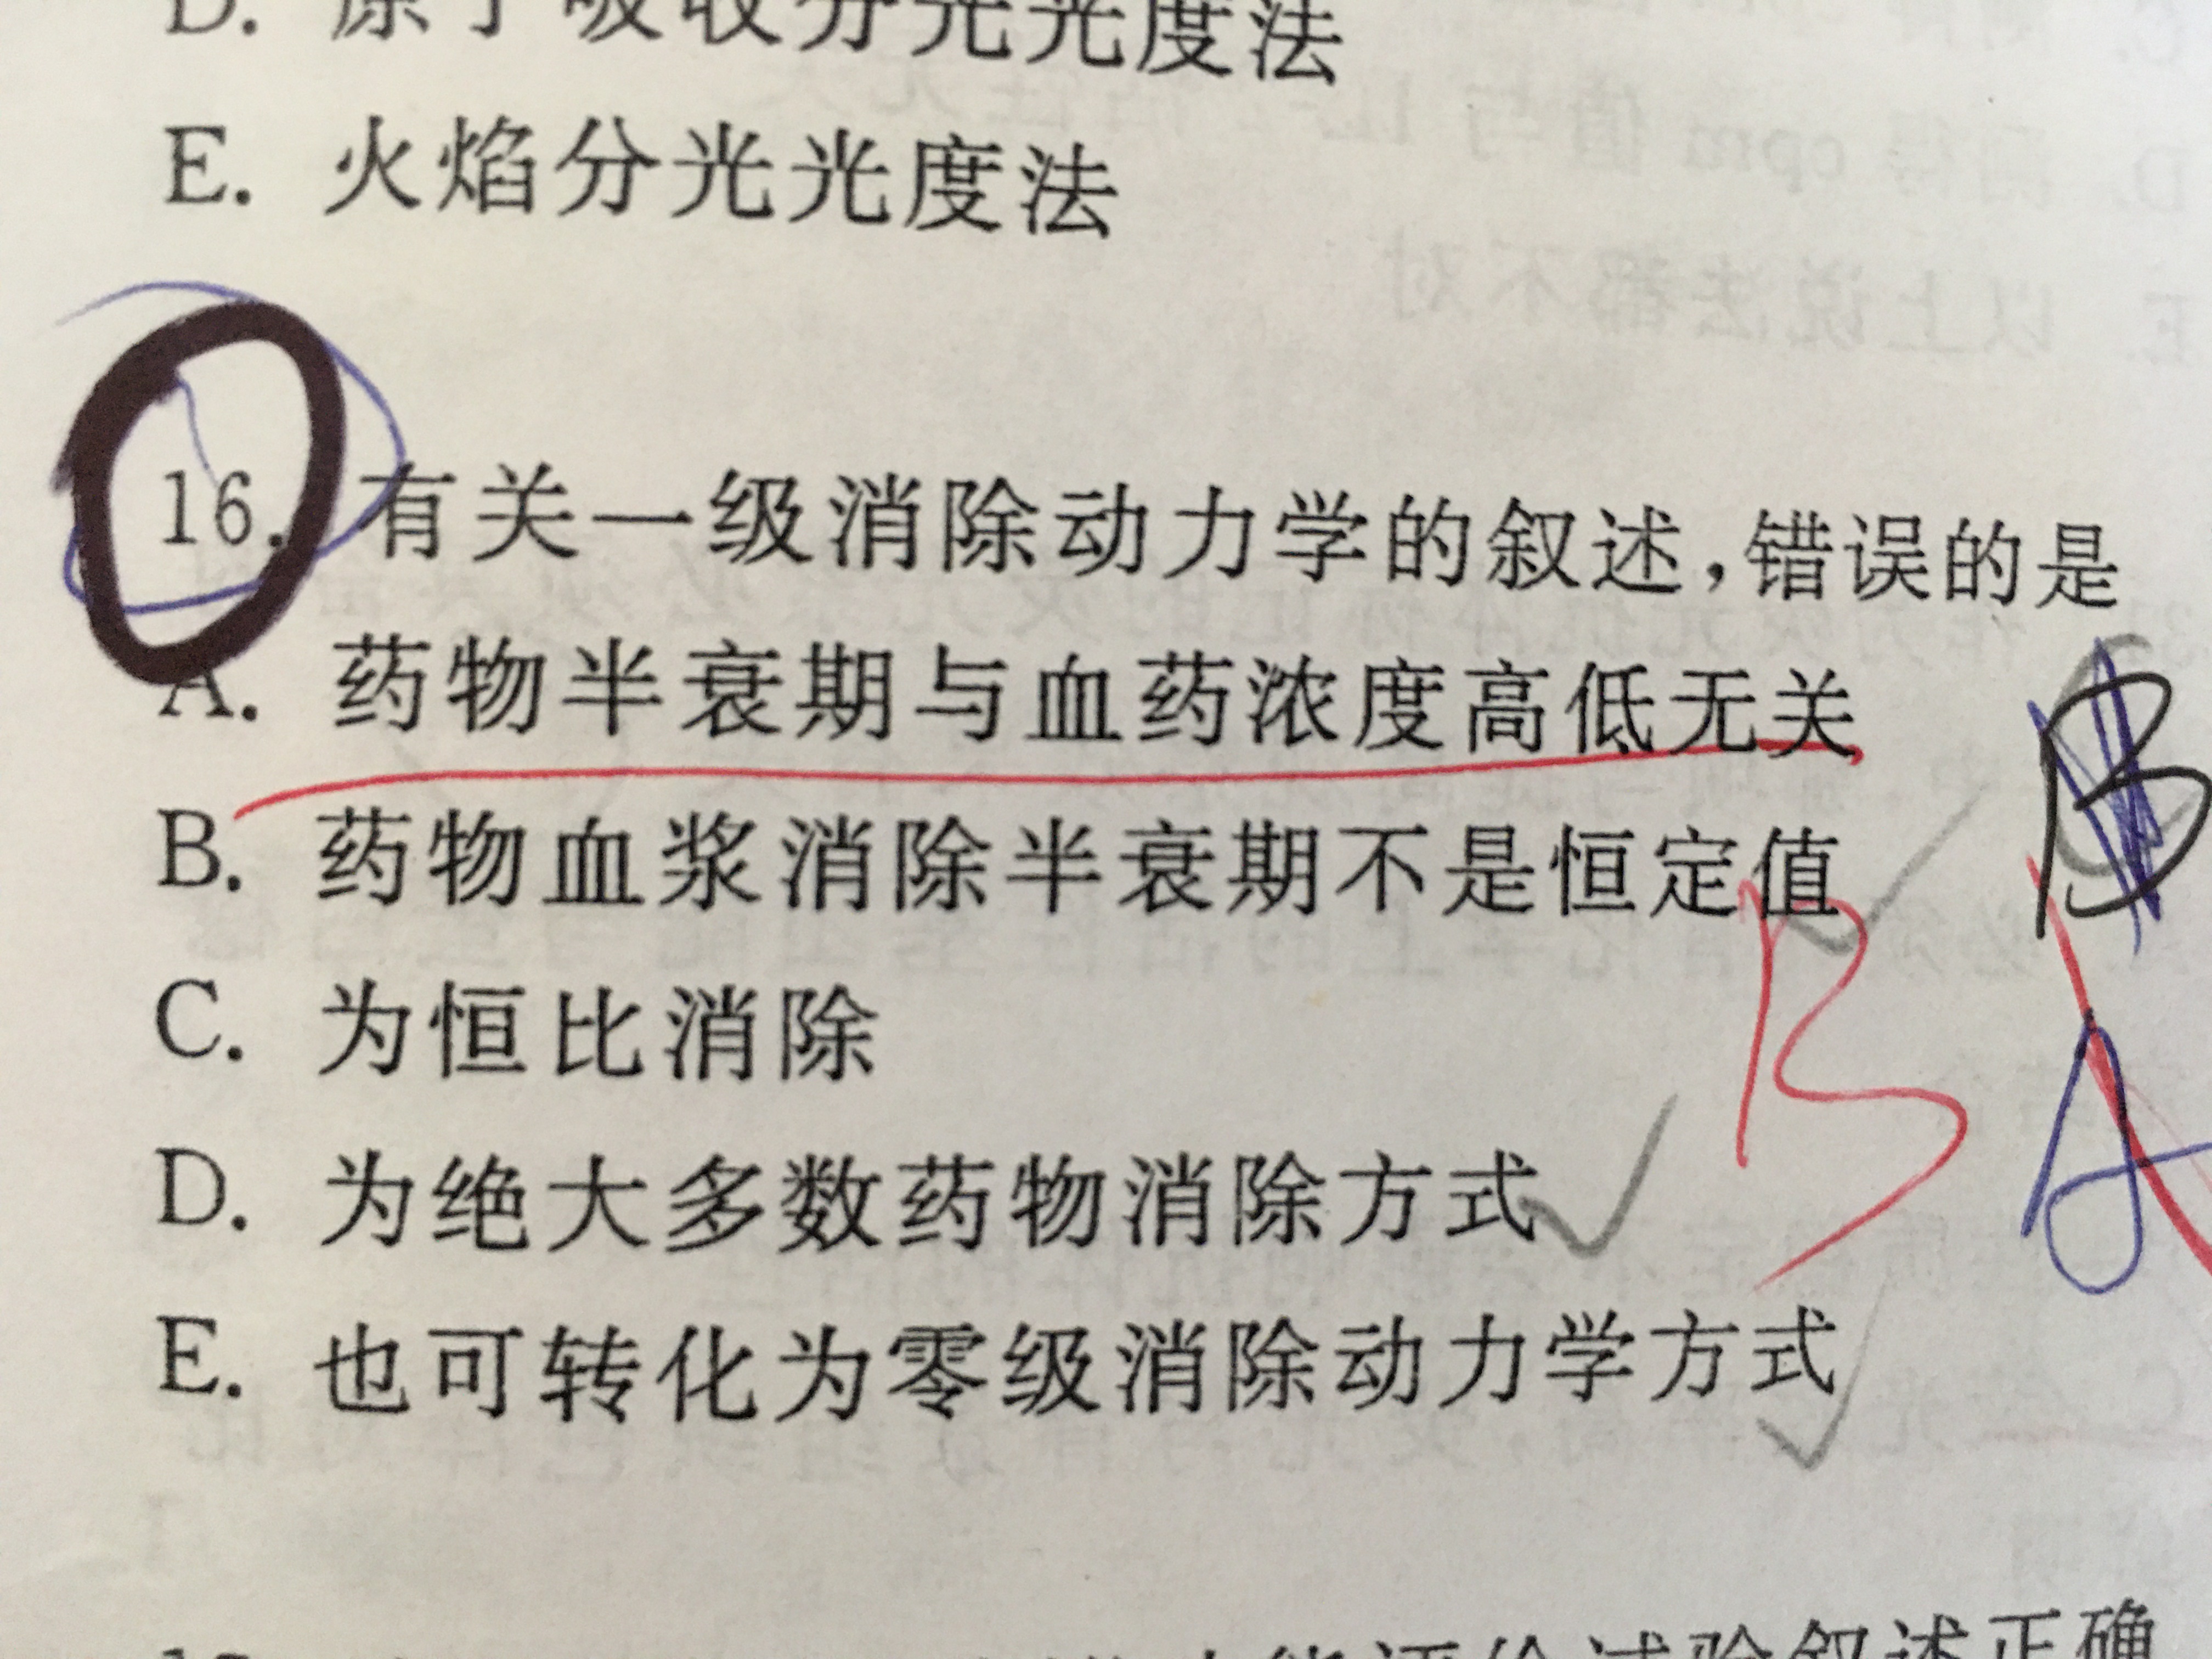 D. 原子吸收分光光度法
E. 火焰分光光度法
16. 有关一级消除动力学的叙述,错误的是
A. 药物半衰期与血药浓度高低无关
B. 药物血浆消除半衰期不是恒定值
C. 为恒比消除
D. 为绝大多数药物消除方式
E. 也可转化为零级消除动力学方式
B
B
A
评价试验叙述正确